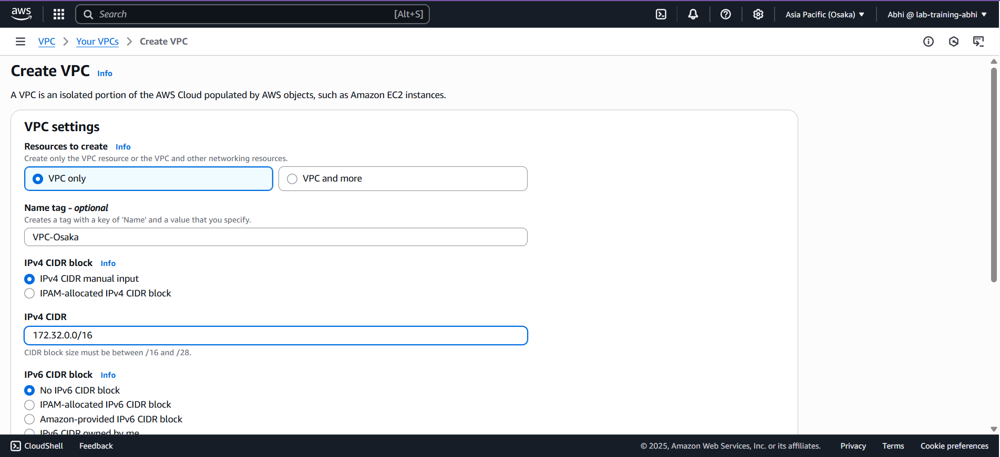 aws Search [Alt+S] Asia Pacific (Osaka) Abhi @ lab-training-abhi
VPC Your VPCs Create VPC
Create VPC Info
A VPC is an isolated portion of the AWS Cloud populated by AWS objects, such as Amazon EC2 instances.
VPC settings
Resources to create Info
Create only the VPC resource or the VPC and other networking resources.
VPC only VPC and more
Name tag - optional
Creates a tag with a key of 'Name' and a value that you specify.
VPC-Osaka
IPv4 CIDR block Info
IPv4 CIDR manual input
IPAM-allocated IPv4 CIDR block
IPv4 CIDR
172.32.0.0/16
CIDR block size must be between /16 and /28.
IPv6 CIDR block Info
No IPv6 CIDR block
IPAM-allocated IPv6 CIDR block
Amazon-provided IPv6 CIDR block
IPv6 CIDR owned by me
CloudShell Feedback © 2025, Amazon Web Services, Inc. or its affiliates. Privacy Terms Cookie preferences